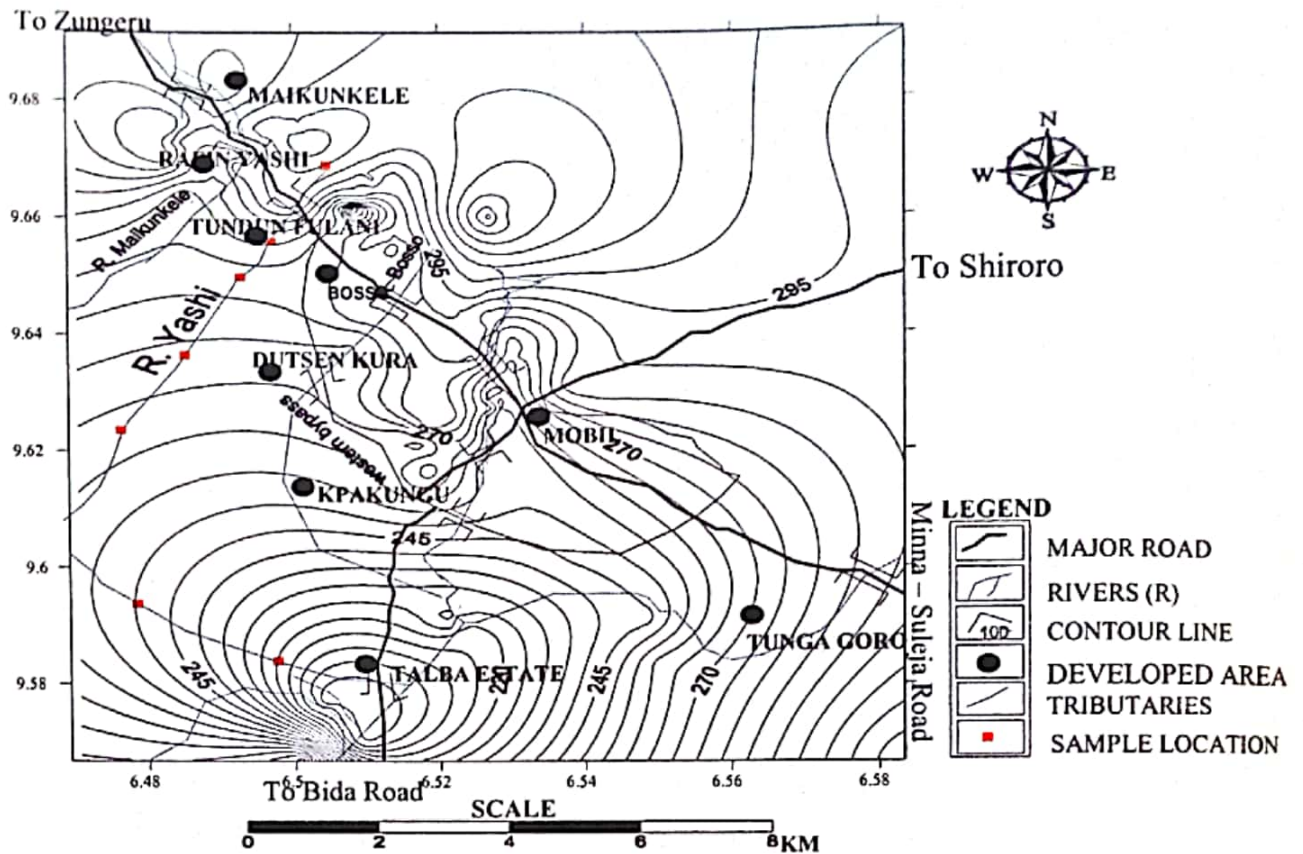 To Zungeru
9.68
MAIKUNKELE
RAFIN YASHI
N
W E
S
9.66
TUNDUN FULANI
R. Maikunkele
Bosso
295
BOSSO
To Shiroro
295
R. Yashi
9.64
DUTSEN KURA
western bypass
270
MOBIL
270
9.62
KPAKUNGU
245
9.6
Minna – Suleja Road
LEGEND
MAJOR ROAD
RIVERS (R)
100
CONTOUR LINE
DEVELOPED AREA
TRIBUTARIES
SAMPLE LOCATION
TUNGA GORO
TALBA ESTATE
245
220
245
270
9.58
6.48
6.5
6.52
6.54
6.56
6.58
To Bida Road
SCALE
0 2 4 6 8 KM